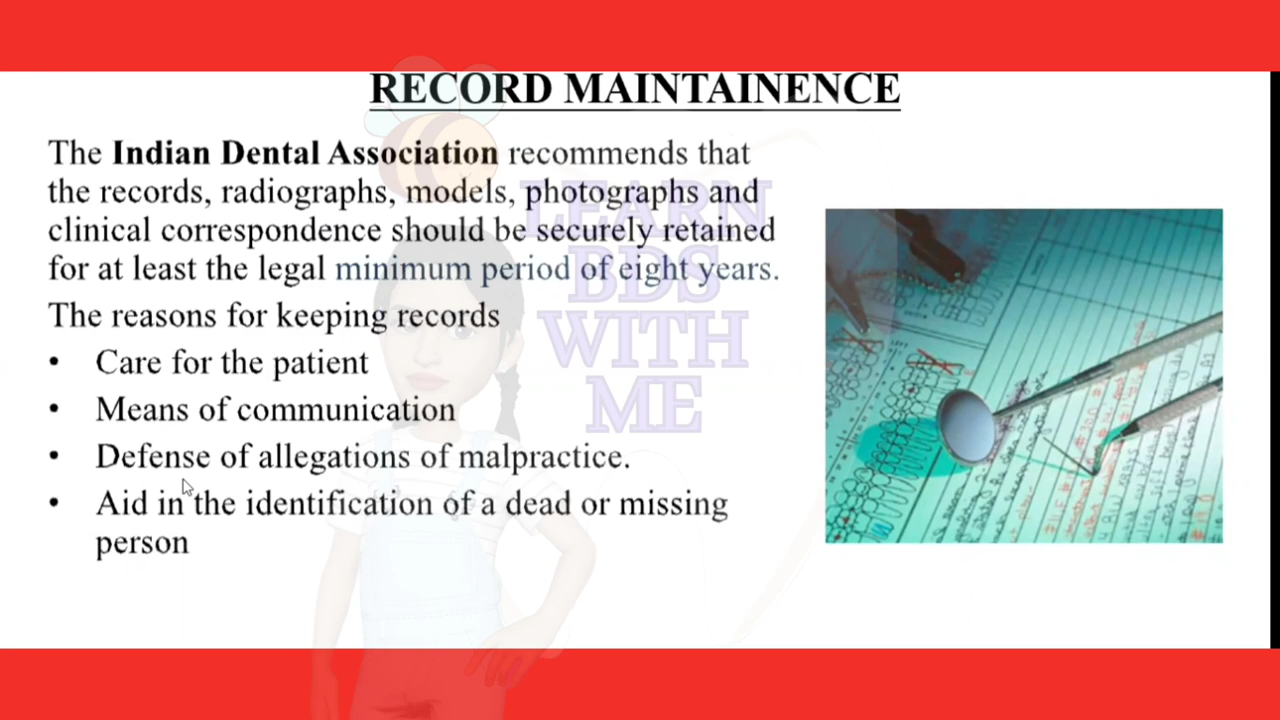 RECORD MAINTAINENCE
The Indian Dental Association recommends that
the records, radiographs, models, photographs and
clinical correspondence should be securely retained
for at least the legal minimum period of eight years.
The reasons for keeping records
• Care for the patient
• Means of communication
• Defense of allegations of malpractice.
• Aid in the identification of a dead or missing
person
LEARN
BDS
WITH
ME